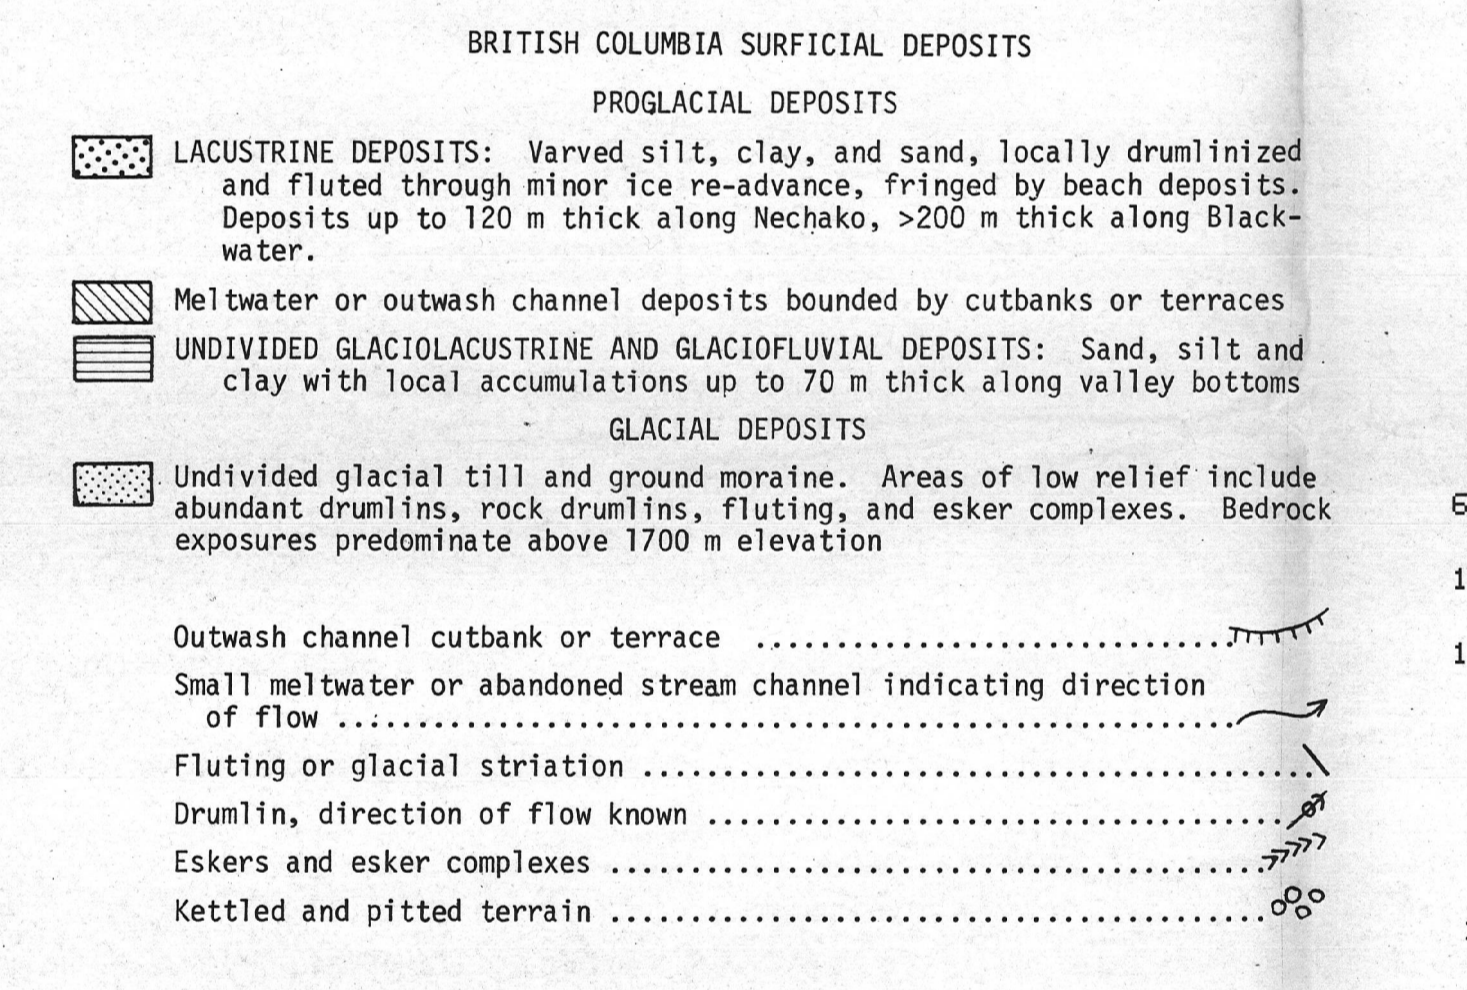 BRITISH COLUMBIA SURFICIAL DEPOSITS
PROGLACIAL DEPOSITS
LACUSTRINE DEPOSITS: Varved silt, clay, and sand, locally drumlinized
and fluted through minor ice re-advance, fringed by beach deposits.
Deposits up to 120 m thick along Nechako, >200 m thick along Black-
water.
Meltwater or outwash channel deposits bounded by cutbanks or terraces
UNDIVIDED GLACIOLACUSTRINE AND GLACIOFLUVIAL DEPOSITS: Sand, silt and
clay with local accumulations up to 70 m thick along valley bottoms
GLACIAL DEPOSITS
Undivided glacial till and ground moraine. Areas of low relief include
abundant drumlins, rock drumlins, fluting, and esker complexes. Bedrock
exposures predominate above 1700 m elevation
Outwash channel cutbank or terrace
Small meltwater or abandoned stream channel indicating direction
of flow
Fluting or glacial striation
Drumlin, direction of flow known
Eskers and esker complexes
Kettled and pitted terrain